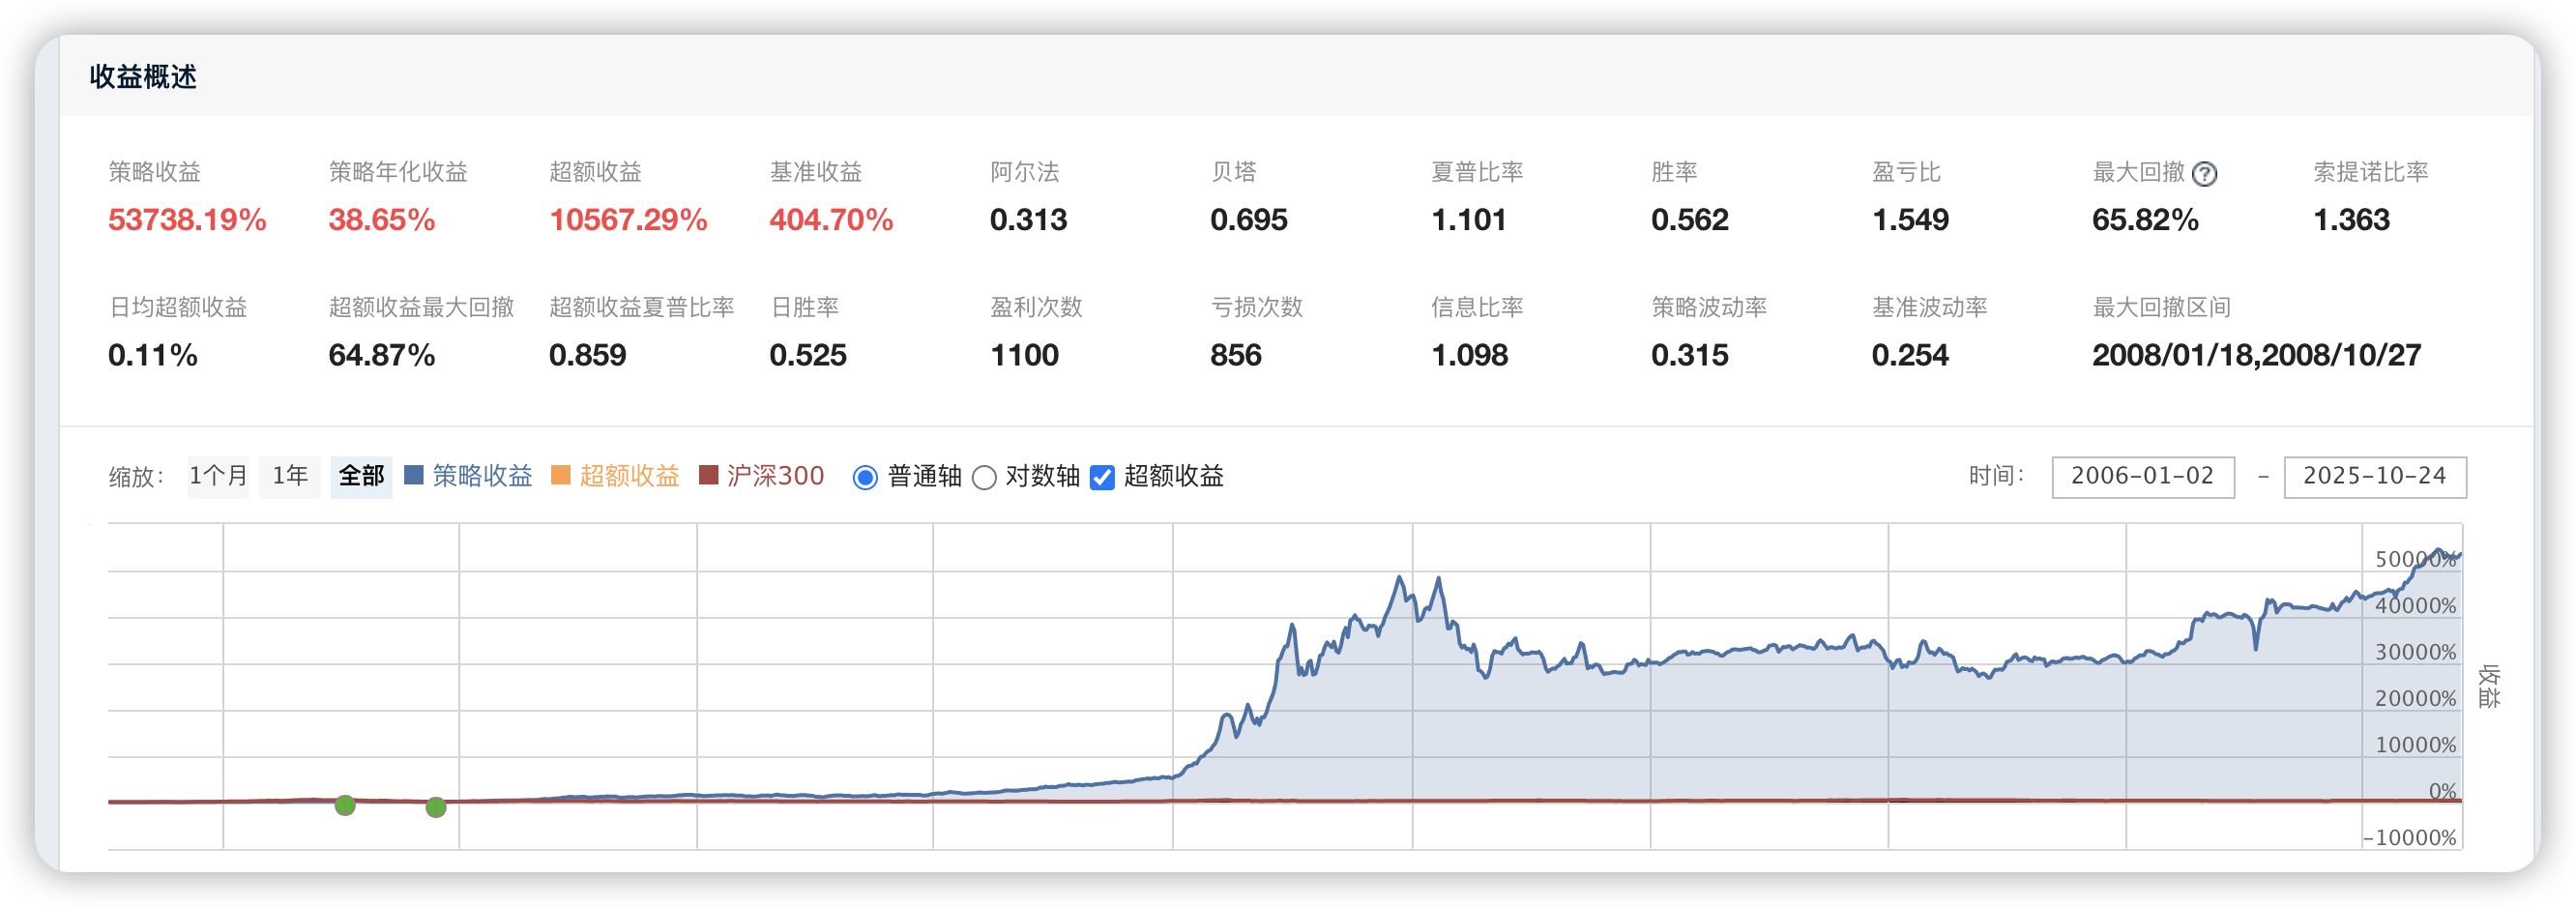 收益概述
策略收益 策略年化收益 超额收益 基准收益 阿尔法 贝塔 夏普比率 胜率 盈亏比 最大回撤 ? 索提诺比率
53738.19% 38.65% 10567.29% 404.70% 0.313 0.695 1.101 0.562 1.549 65.82% 1.363
日均超额收益 超额收益最大回撤 超额收益夏普比率 日胜率 盈利次数 亏损次数 信息比率 策略波动率 基准波动率 最大回撤区间
0.11% 64.87% 0.859 0.525 1100 856 1.098 0.315 0.254 2008/01/18,2008/10/27
缩放: 1个月 1年 全部 策略收益 超额收益 沪深300 普通轴 对数轴 超额收益 时间: 2006-01-02 - 2025-10-24
50000%
40000%
30000%
20000%
10000%
0%
-10000%
收益